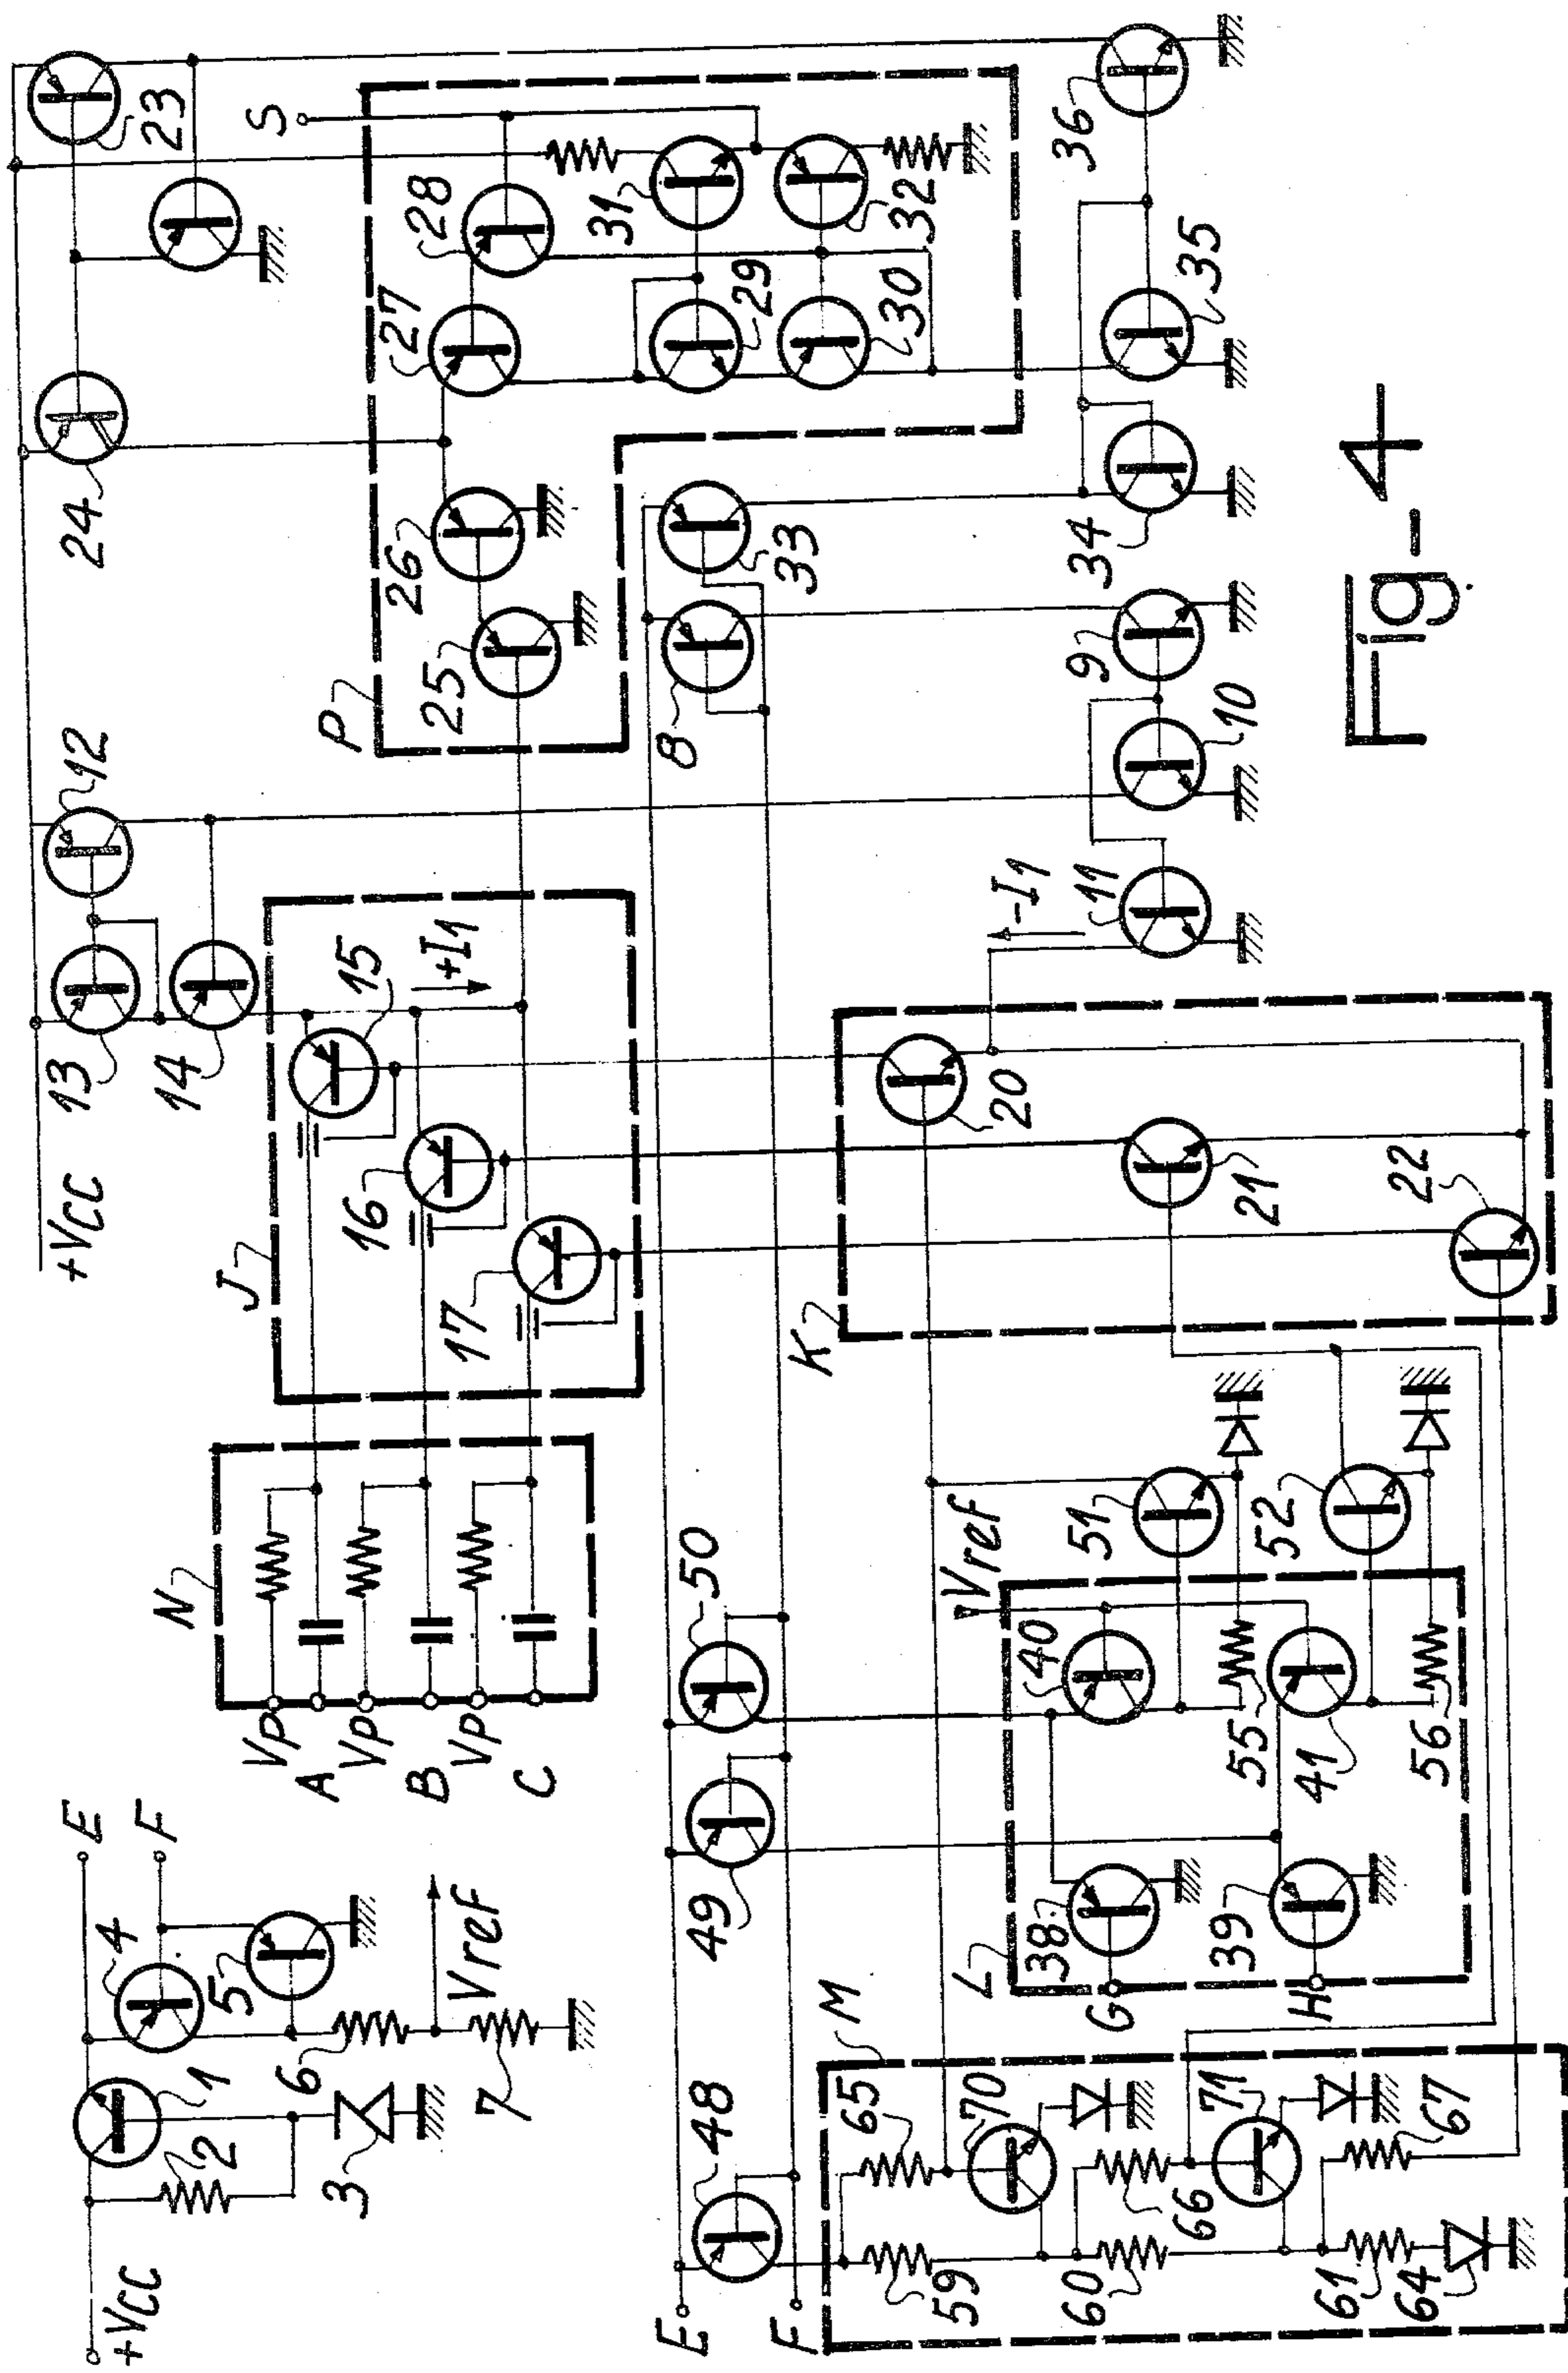 +VCC
1
2
3
4
5
6
7
Vref
E
F
N
Vp
A
Vp
B
Vp
C
J
+VCC
13
14
12
15
16
17
+I1
24
23
P
S
25
26
27
28
29
30
31
32
E
F
48
49
50
8
33
K
20
21
22
-I1
11
10
9
34
35
36
M
59
60
61
64
65
66
67
70
71
L
G
H
38
39
40
41
Vref
51
52
55
56
Fig-4